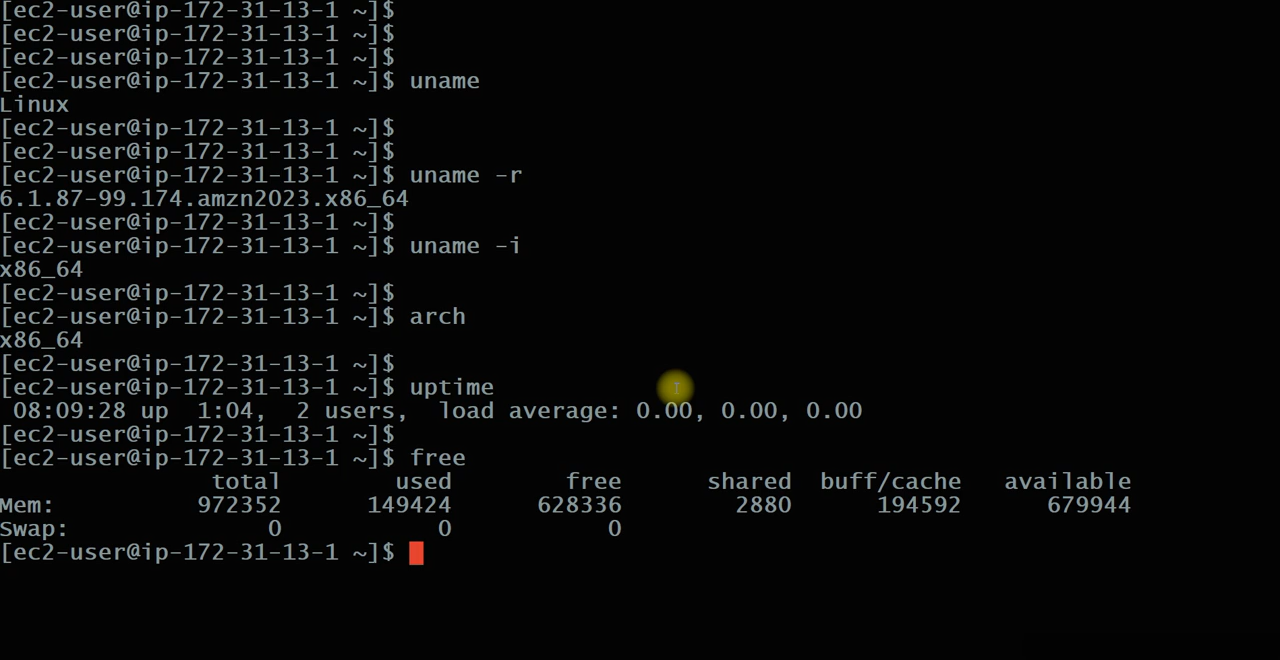 [ec2-user@ip-172-31-13-1 ~]$
[ec2-user@ip-172-31-13-1 ~]$
[ec2-user@ip-172-31-13-1 ~]$
[ec2-user@ip-172-31-13-1 ~]$ uname
Linux
[ec2-user@ip-172-31-13-1 ~]$
[ec2-user@ip-172-31-13-1 ~]$
[ec2-user@ip-172-31-13-1 ~]$ uname -r
6.1.87-99.174.amzn2023.x86_64
[ec2-user@ip-172-31-13-1 ~]$
[ec2-user@ip-172-31-13-1 ~]$ uname -i
x86_64
[ec2-user@ip-172-31-13-1 ~]$
[ec2-user@ip-172-31-13-1 ~]$ arch
x86_64
[ec2-user@ip-172-31-13-1 ~]$
[ec2-user@ip-172-31-13-1 ~]$ uptime
 08:09:28 up  1:04,  2 users,  load average: 0.00, 0.00, 0.00
[ec2-user@ip-172-31-13-1 ~]$
[ec2-user@ip-172-31-13-1 ~]$ free
               total        used        free      shared  buff/cache   available
Mem:          972352      149424      628336        2880      194592      679944
Swap:              0           0           0
[ec2-user@ip-172-31-13-1 ~]$